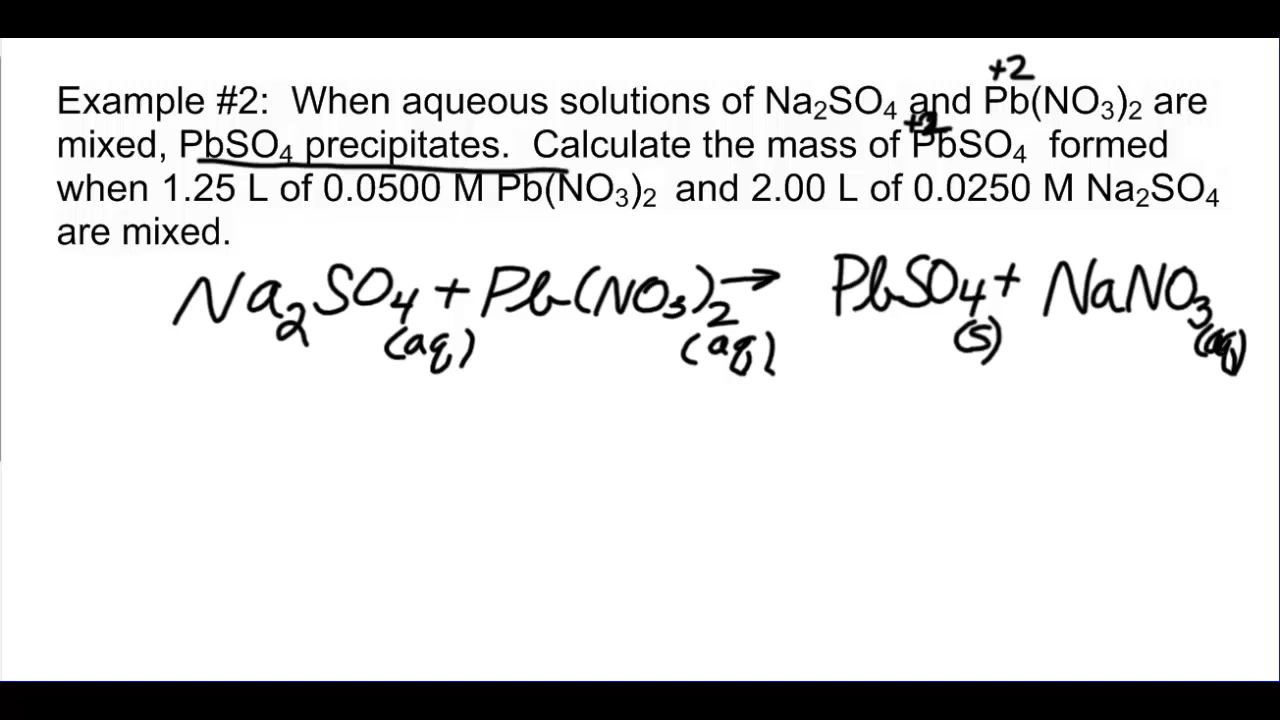 +2
Example #2: When aqueous solutions of Na₂SO₄ and Pb(NO₃)₂ are
+2
mixed, PbSO₄ precipitates. Calculate the mass of PbSO₄ formed
when 1.25 L of 0.0500 M Pb(NO₃)₂ and 2.00 L of 0.0250 M Na₂SO₄
are mixed.
Na₂SO₄ + Pb(NO₃)₂ → PbSO₄ + NaNO₃
(aq) (aq) (s) (aq)